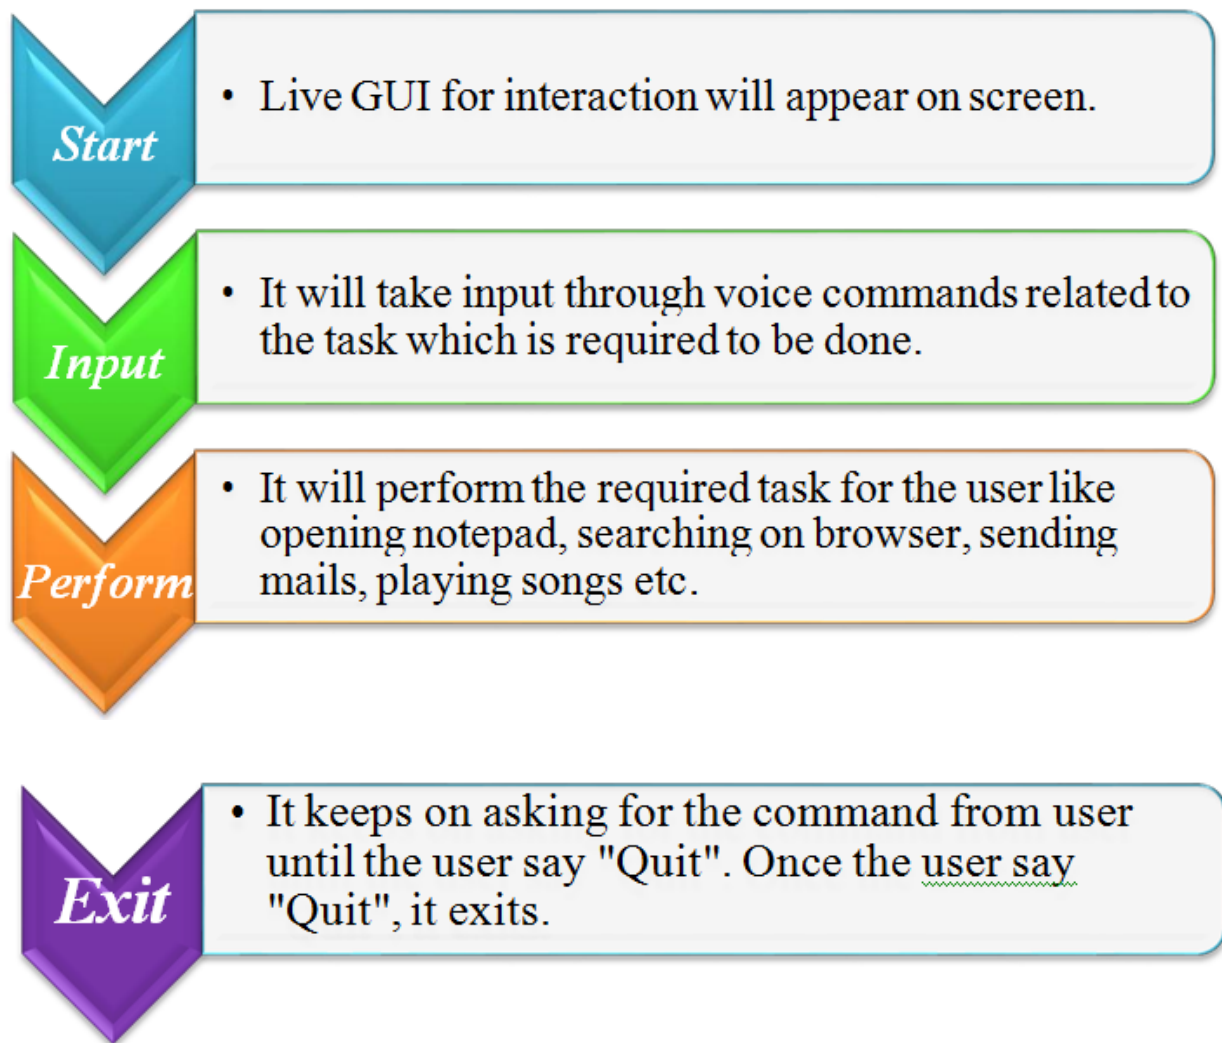 Start
• Live GUI for interaction will appear on screen.
Input
• It will take input through voice commands related to
the task which is required to be done.
Perform
• It will perform the required task for the user like
opening notepad, searching on browser, sending
mails, playing songs etc.
Exit
• It keeps on asking for the command from user
until the user say "Quit". Once the user say
"Quit", it exits.